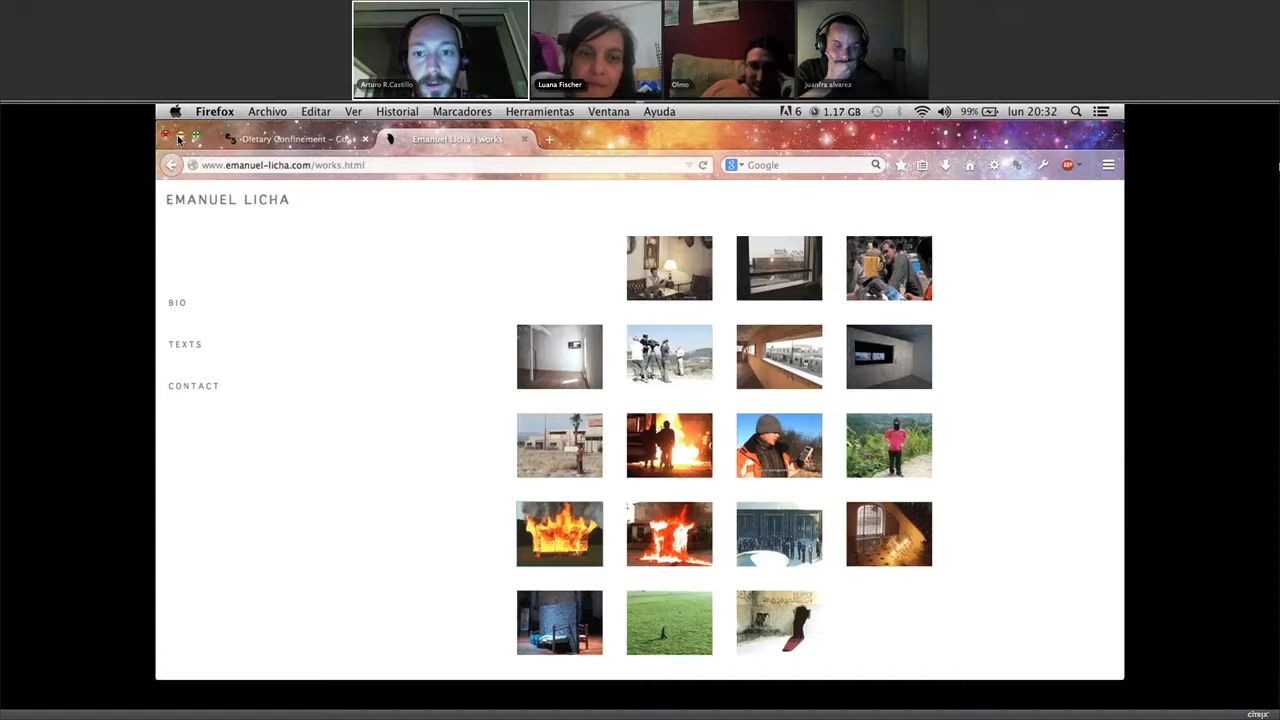 Arturo R.Castillo
Luana Fischer
Olmo
juanfra alvarez
Firefox Archivo Editar Ver Historial Marcadores Herramientas Ventana Ayuda 6 1.17 GB 99% lun 20:32
·Dietary Confinement – Co
Emanuel Licha | works
www.emanuel-licha.com/works.html
Google
EMANUEL LICHA
BIO
TEXTS
CONTACT
CITRIX